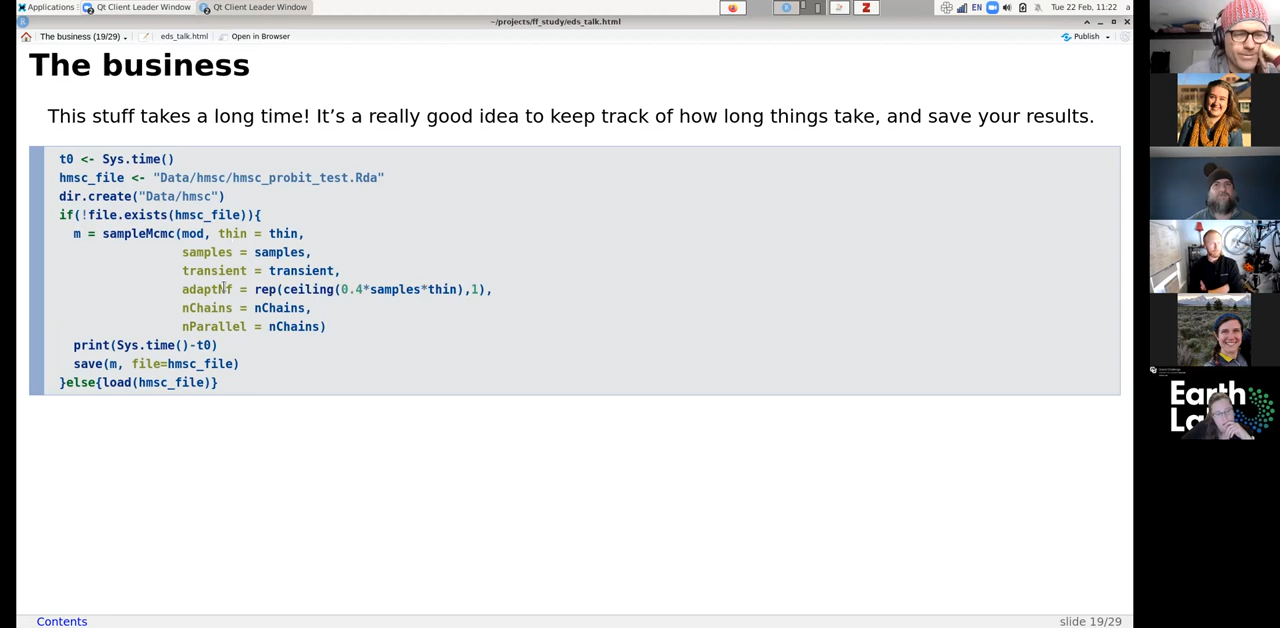 Applications
Qt Client Leader Window
Qt Client Leader Window
EN
Tue 22 Feb, 11:22
a
~/projects/ff_study/eds_talk.html
The business (19/29)
eds_talk.html
Open in Browser
Publish
The business
This stuff takes a long time! It's a really good idea to keep track of how long things take, and save your results.
t0 <- Sys.time()
hmsc_file <- "Data/hmsc/hmsc_probit_test.Rda"
dir.create("Data/hmsc")
if(!file.exists(hmsc_file)){
m = sampleMcmc(mod, thin = thin,
samples = samples,
transient = transient,
adaptNf = rep(ceiling(0.4*samples*thin),1),
nChains = nChains,
nParallel = nChains)
print(Sys.time()-t0)
save(m, file=hmsc_file)
}else{load(hmsc_file)}
Contents
slide 19/29
Earth
La